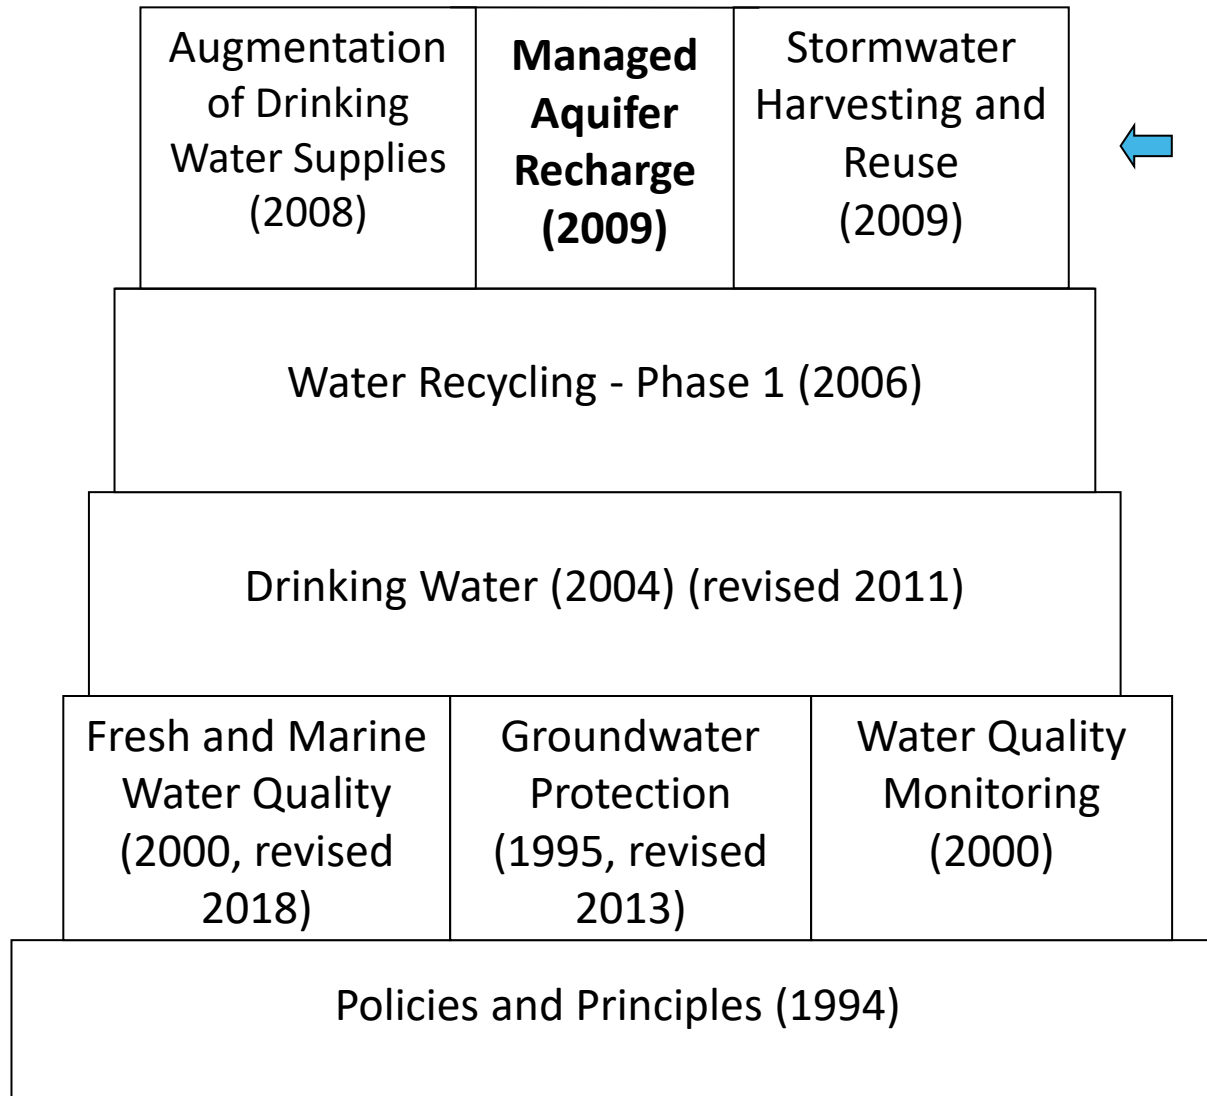 Augmentation
of Drinking
Water Supplies
(2008)
Managed
Aquifer
Recharge
(2009)
Stormwater
Harvesting and
Reuse
(2009)
Water Recycling - Phase 1 (2006)
Drinking Water (2004) (revised 2011)
Fresh and Marine
Water Quality
(2000, revised
2018)
Groundwater
Protection
(1995, revised
2013)
Water Quality
Monitoring
(2000)
Policies and Principles (1994)